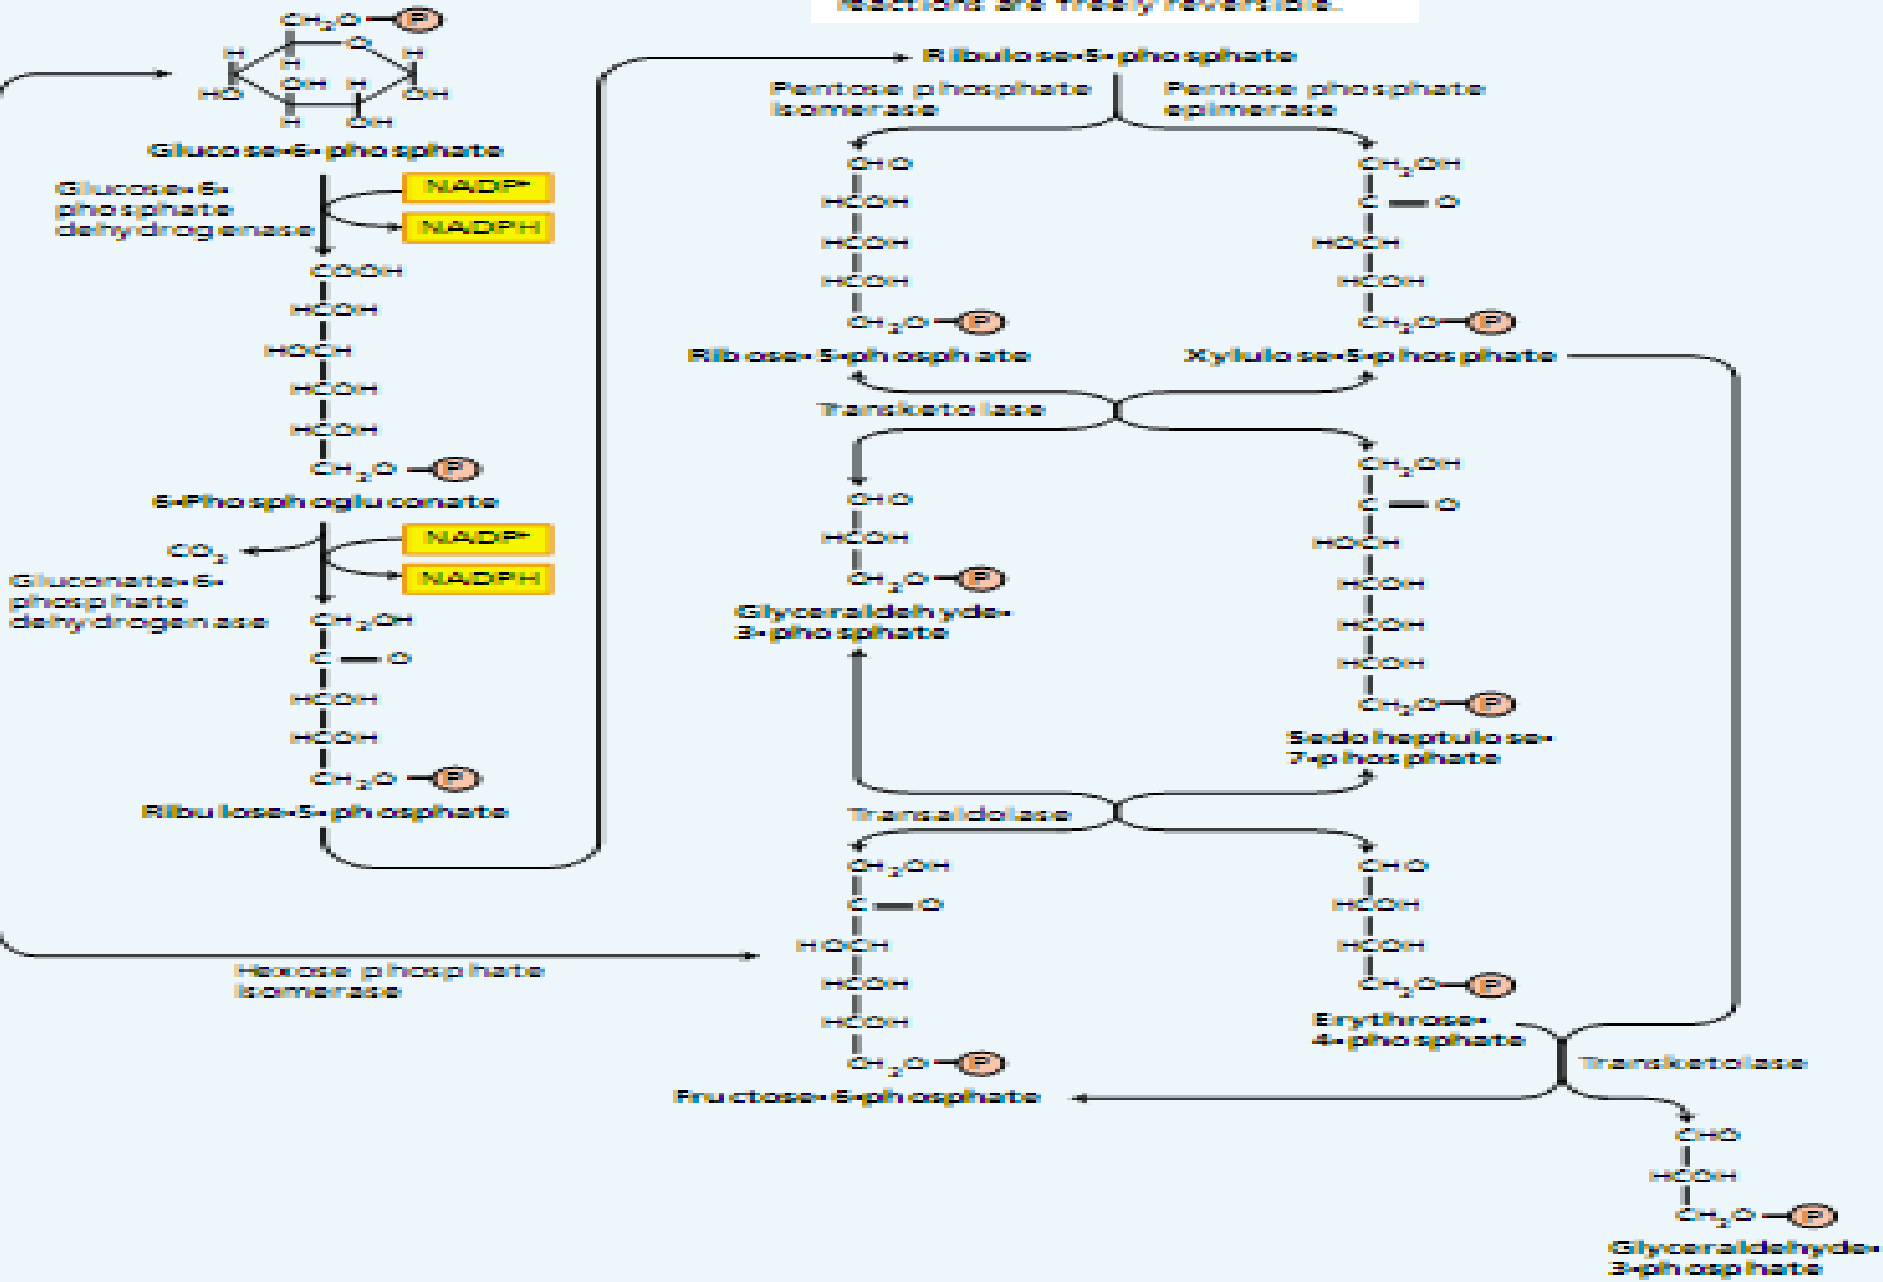 reactions are freely reversible.
CH2O P
O
H
H
H
OH
H
HO
OH
H
OH
Glucose-6-phosphate
Glucose-6-
phosphate
dehydrogenase
NADP+
NADPH
COOH
HCOH
HOCH
HCOH
HCOH
CH2O P
6-Phosphogluconate
CO2
NADP+
NADPH
Gluconate-6-
phosphate
dehydrogenase
CH2OH
C O
HCOH
HCOH
CH2O P
Ribulose-5-phosphate
Hexose phosphate
isomerase
Ribulose-5-phosphate
Pentose phosphate
isomerase
Pentose phosphate
epimerase
CHO
HCOH
HCOH
HCOH
CH2O P
Ribose-5-phosphate
CH2OH
C O
HOCH
HCOH
CH2O P
Xylulose-5-phosphate
Transketolase
CHO
HCOH
CH2O P
Glyceraldehyde-
3-phosphate
CH2OH
C O
HOCH
HCOH
HCOH
HCOH
CH2O P
Sedoheptulose-
7-phosphate
Transaldolase
CH2OH
C O
HOCH
HCOH
HCOH
CH2O P
Fructose-6-phosphate
CHO
HCOH
HCOH
CH2O P
Erythrose-
4-phosphate
Transketolase
CHO
HCOH
CH2O P
Glyceraldehyde-
3-phosphate